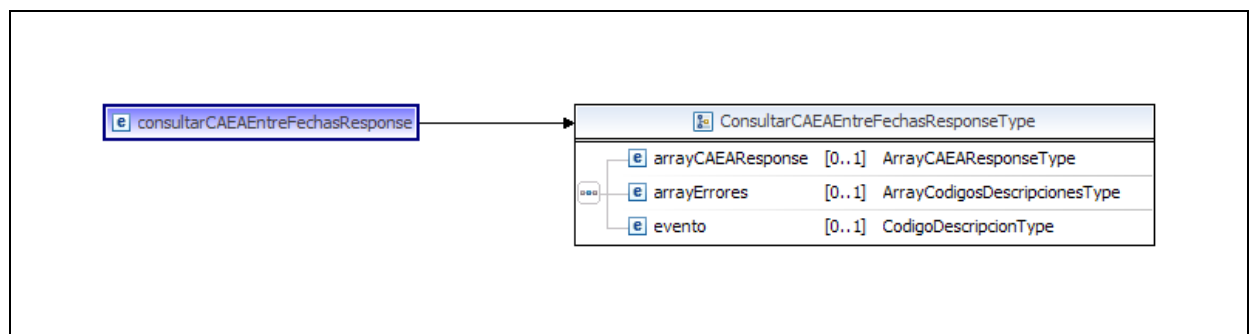 e consultarCAEAEntreFechasResponse
ConsultarCAEAEntreFechasResponseType
e arrayCAEAResponse [0..1] ArrayCAEAResponseType
e arrayErrores [0..1] ArrayCodigosDescripcionesType
e evento [0..1] CodigoDescripcionType